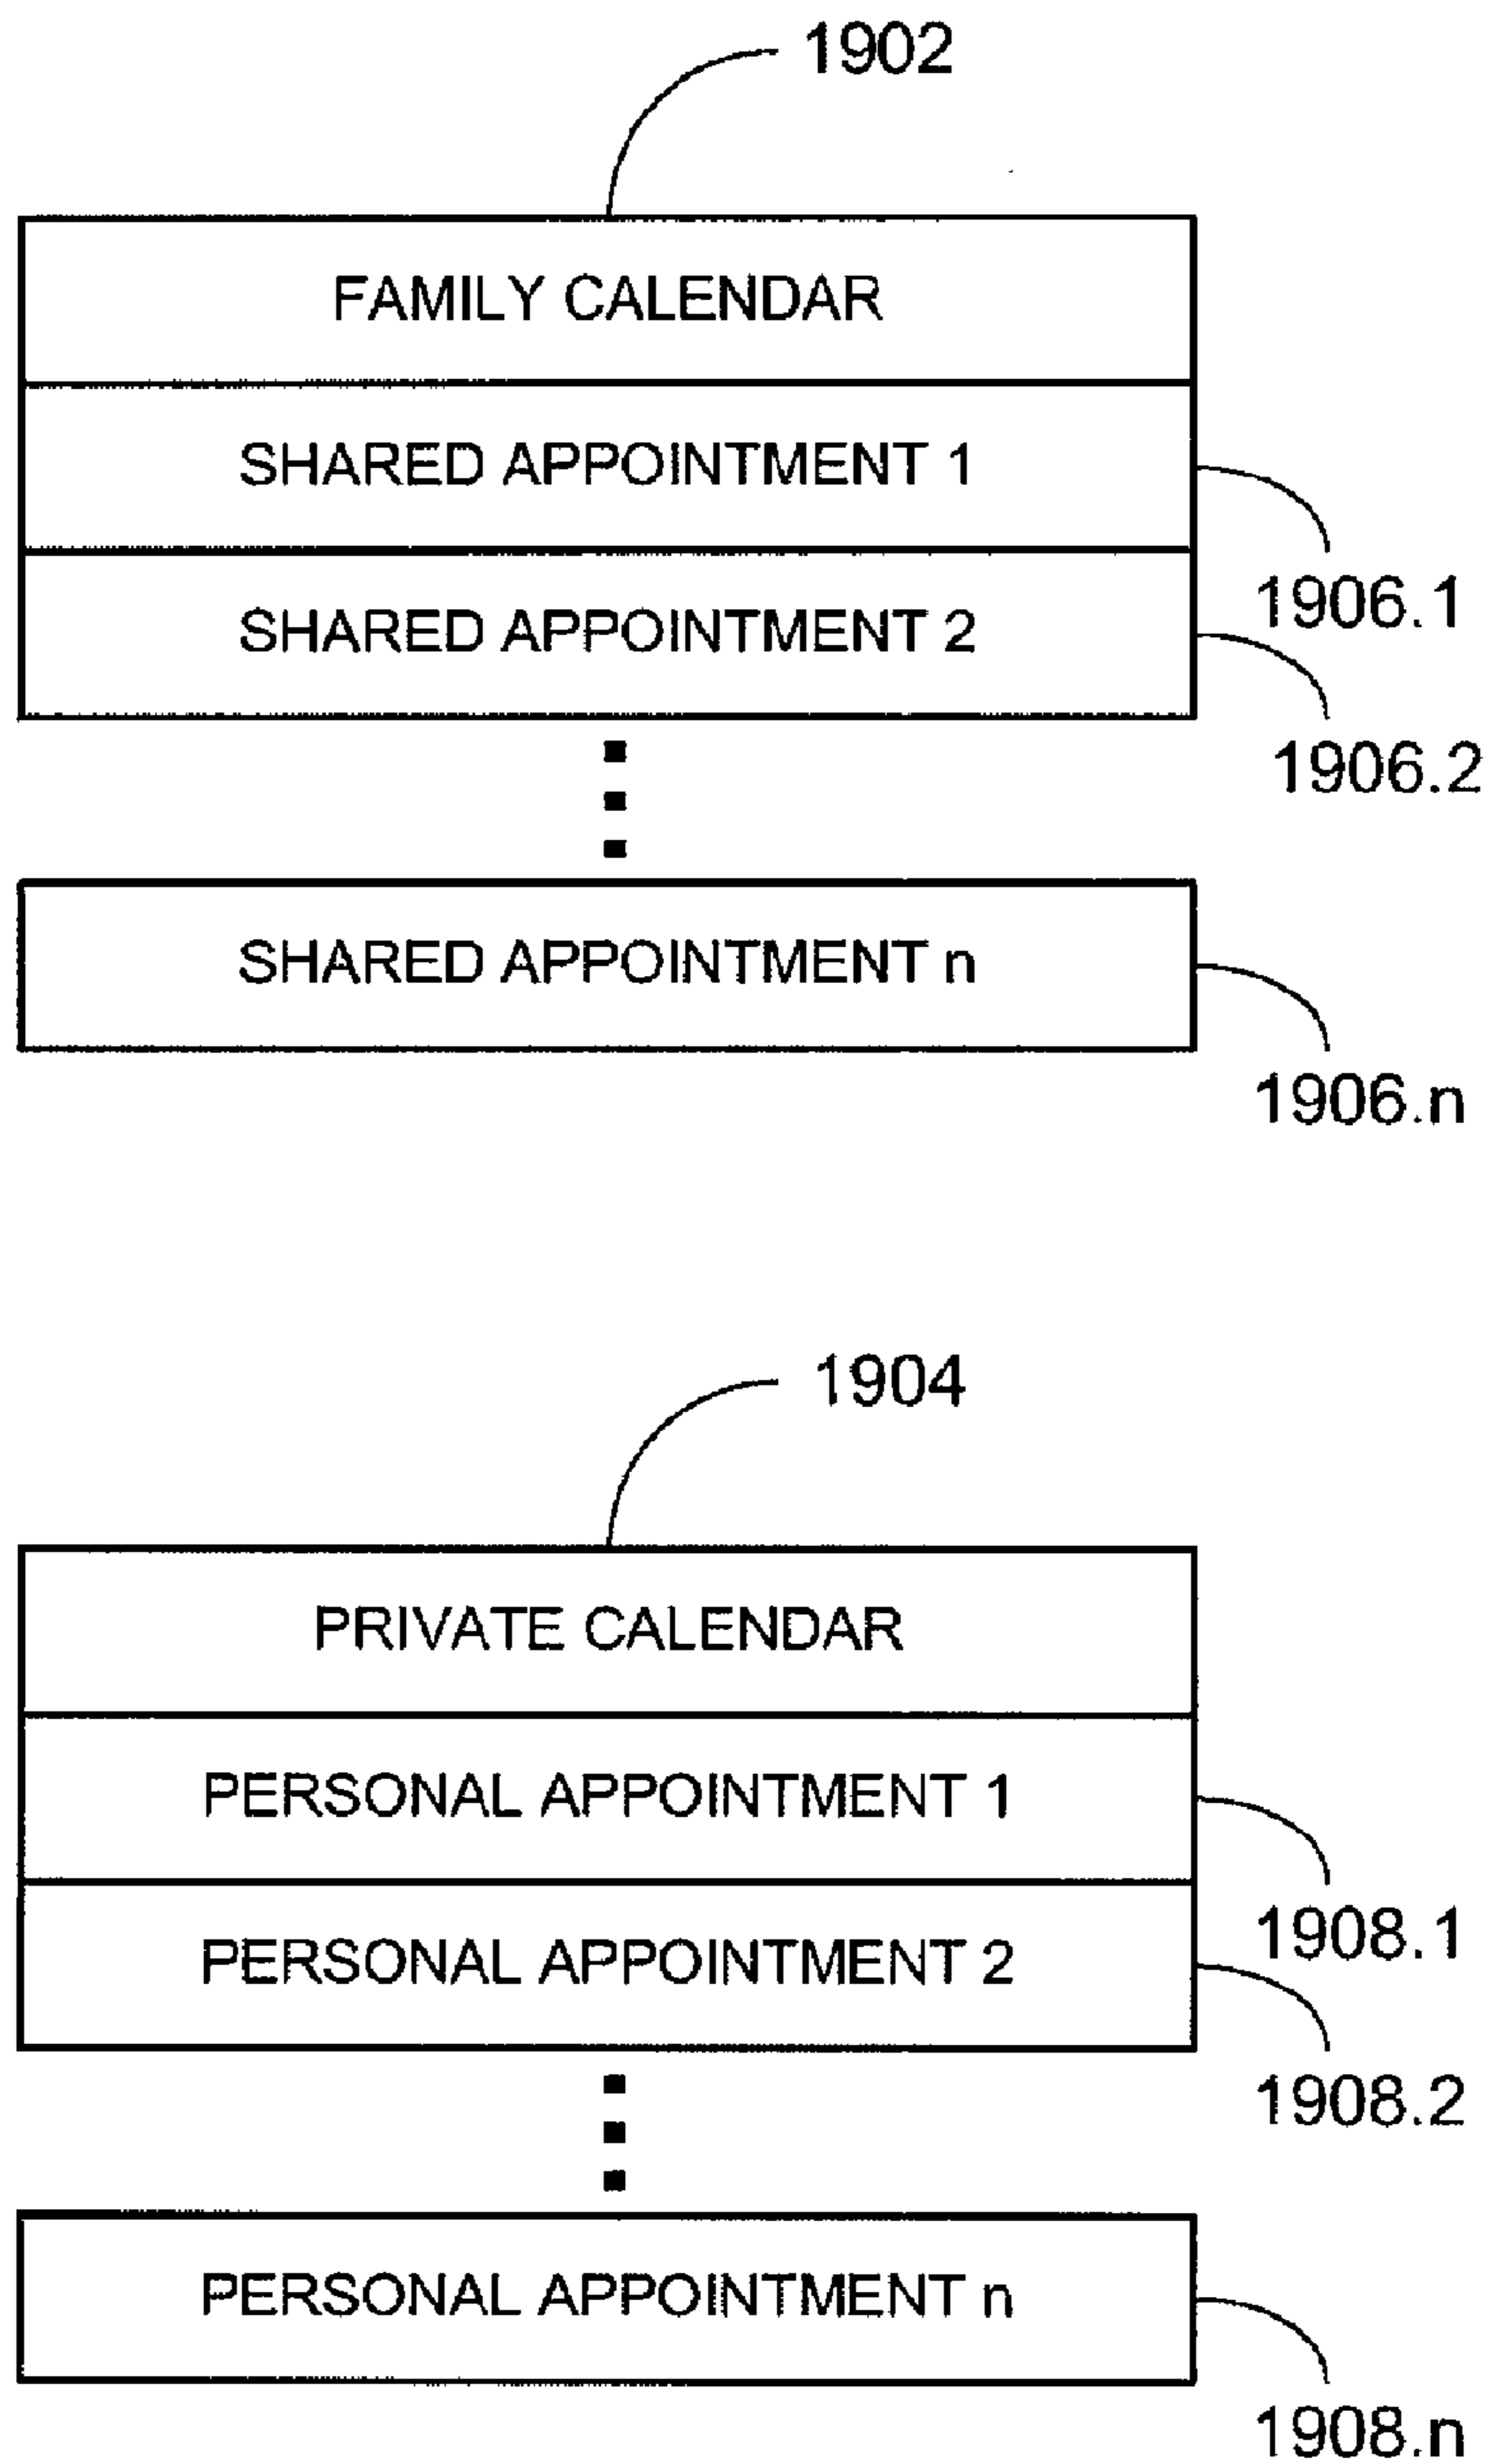 1902
FAMILY CALENDAR
SHARED APPOINTMENT 1
1906.1
SHARED APPOINTMENT 2
1906.2
SHARED APPOINTMENT n
1906.n
1904
PRIVATE CALENDAR
PERSONAL APPOINTMENT 1
1908.1
PERSONAL APPOINTMENT 2
1908.2
PERSONAL APPOINTMENT n
1908.n